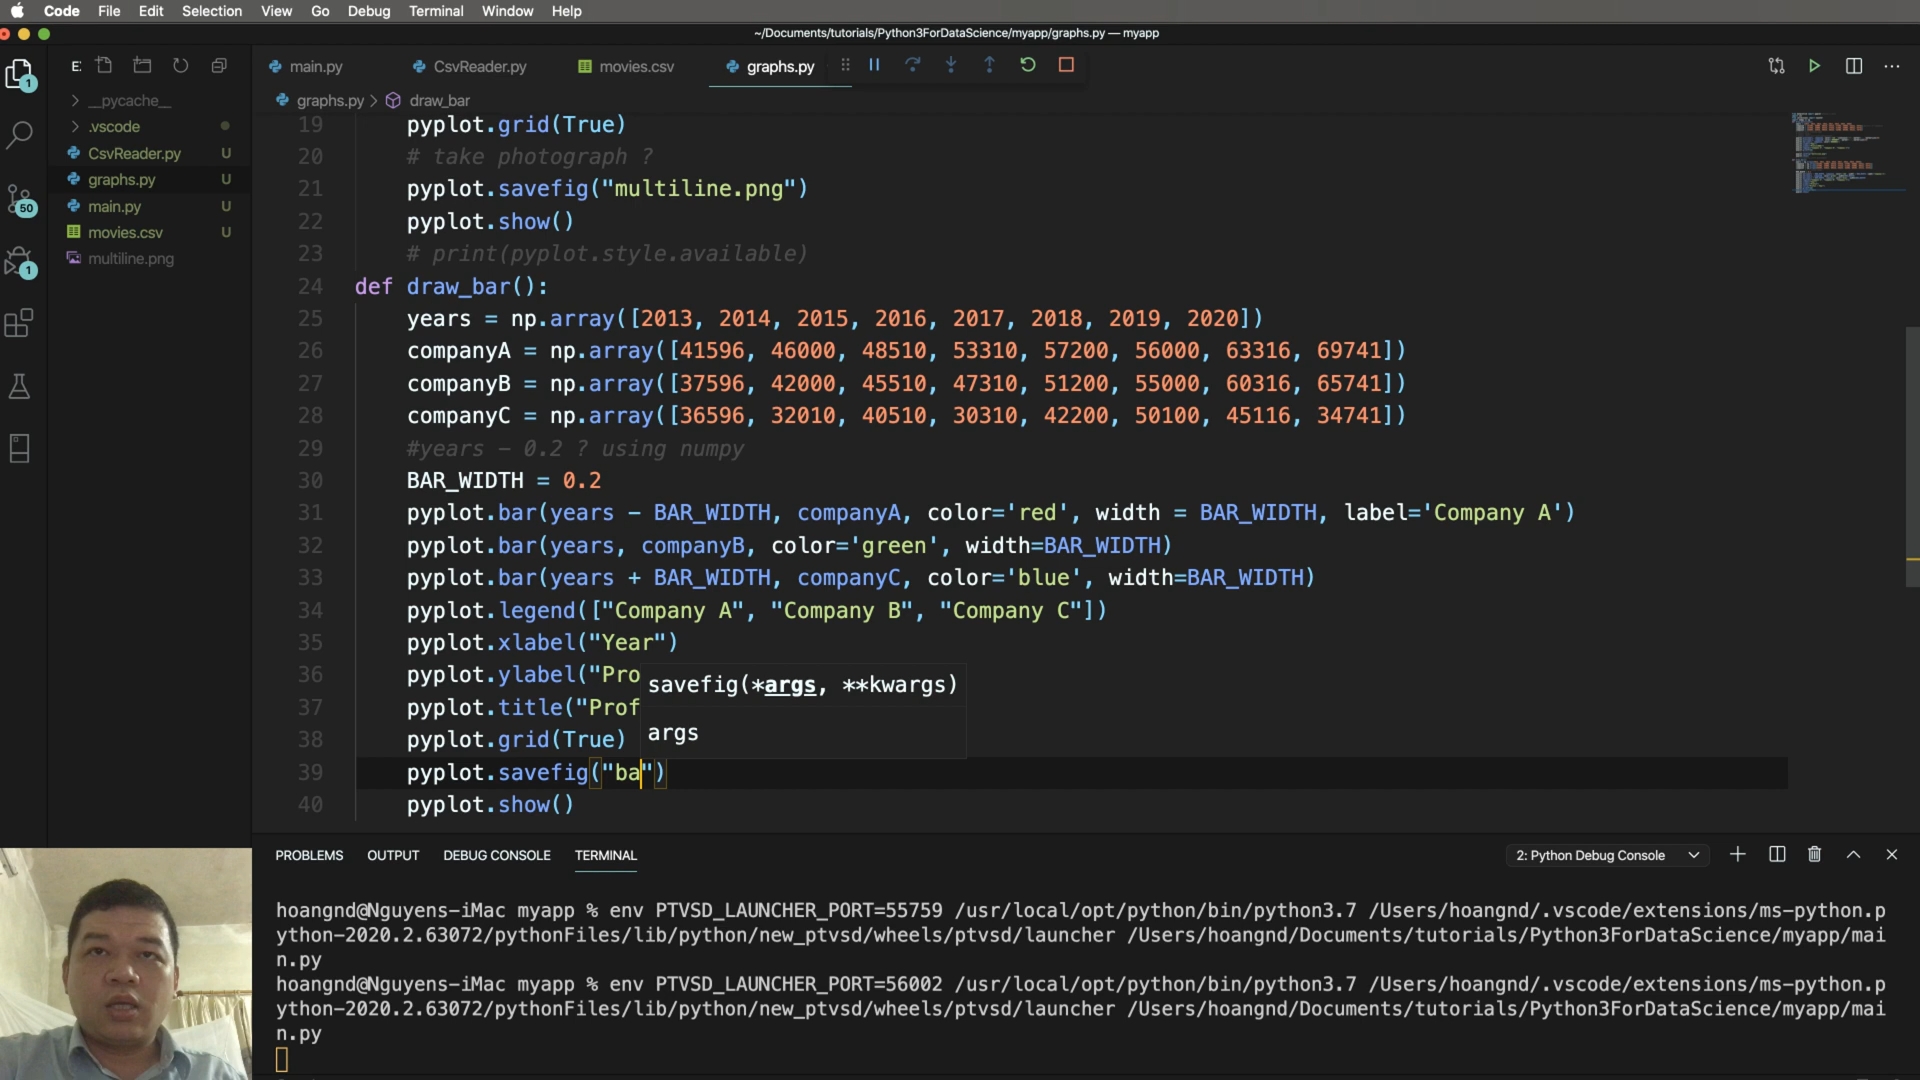 Code File Edit Selection View Go Debug Terminal Window Help
~/Documents/tutorials/Python3ForDataScience/myapp/graphs.py — myapp
E:
main.py CsvReader.py movies.csv graphs.py
graphs.py > draw_bar
1
50
1
__pycache__
.vscode
CsvReader.py U
graphs.py U
main.py U
movies.csv U
multiline.png
19 pyplot.grid(True)
20 # take photograph ?
21 pyplot.savefig("multiline.png")
22 pyplot.show()
23 # print(pyplot.style.available)
24 def draw_bar():
25 years = np.array([2013, 2014, 2015, 2016, 2017, 2018, 2019, 2020])
26 companyA = np.array([41596, 46000, 48510, 53310, 57200, 56000, 63316, 69741])
27 companyB = np.array([37596, 42000, 45510, 47310, 51200, 55000, 60316, 65741])
28 companyC = np.array([36596, 32010, 40510, 30310, 42200, 50100, 45116, 34741])
29 #years - 0.2 ? using numpy
30 BAR_WIDTH = 0.2
31 pyplot.bar(years - BAR_WIDTH, companyA, color='red', width = BAR_WIDTH, label='Company A')
32 pyplot.bar(years, companyB, color='green', width=BAR_WIDTH)
33 pyplot.bar(years + BAR_WIDTH, companyC, color='blue', width=BAR_WIDTH)
34 pyplot.legend(["Company A", "Company B", "Company C"])
35 pyplot.xlabel("Year")
36 pyplot.ylabel("Pro
37 pyplot.title("Prof
38 pyplot.grid(True)
39 pyplot.savefig("ba")
40 pyplot.show()
savefig(*args, **kwargs)
args
PROBLEMS OUTPUT DEBUG CONSOLE TERMINAL
2: Python Debug Console
hoangnd@Nguyens-iMac myapp % env PTVSD_LAUNCHER_PORT=55759 /usr/local/opt/python/bin/python3.7 /Users/hoangnd/.vscode/extensions/ms-python.p
ython-2020.2.63072/pythonFiles/lib/python/new_ptvsd/wheels/ptvsd/launcher /Users/hoangnd/Documents/tutorials/Python3ForDataScience/myapp/mai
n.py
hoangnd@Nguyens-iMac myapp % env PTVSD_LAUNCHER_PORT=56002 /usr/local/opt/python/bin/python3.7 /Users/hoangnd/.vscode/extensions/ms-python.p
ython-2020.2.63072/pythonFiles/lib/python/new_ptvsd/wheels/ptvsd/launcher /Users/hoangnd/Documents/tutorials/Python3ForDataScience/myapp/mai
n.py